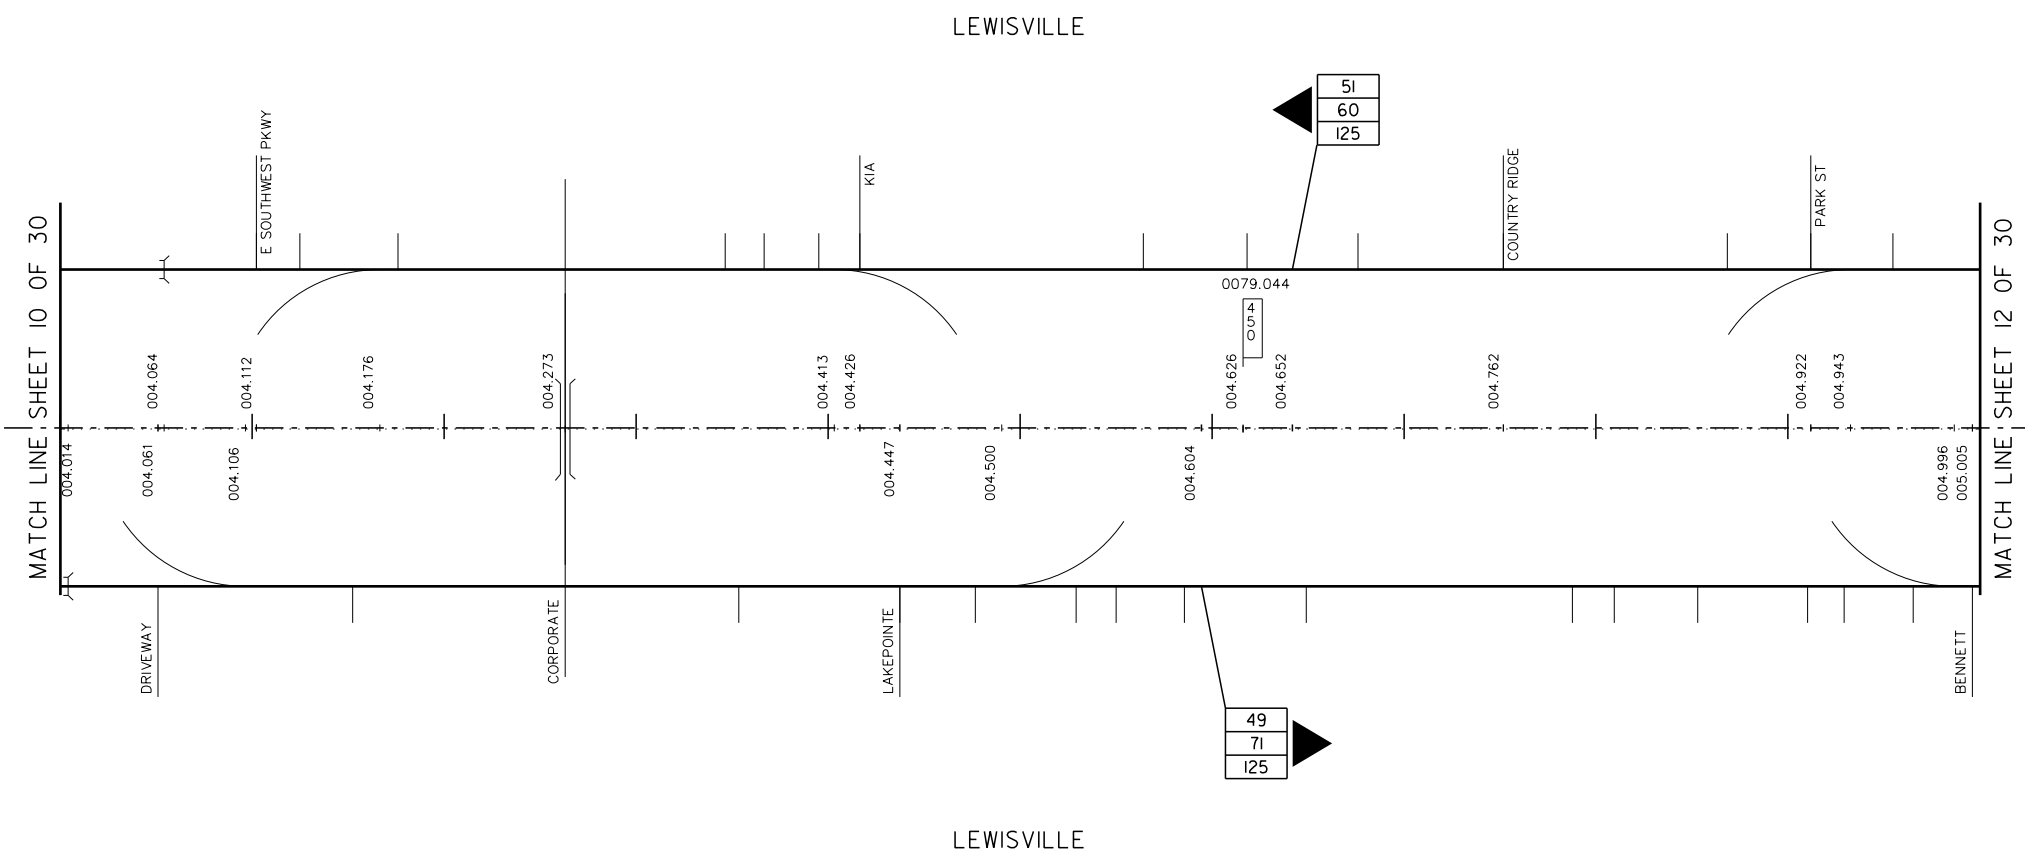 LEWISVILLE
51
60
125
E SOUTHWEST PKWY
KIA
COUNTRY RIDGE
PARK ST
MATCH LINE SHEET 10 OF 30
MATCH LINE SHEET 12 OF 30
0079.044
450
004.064
004.112
004.176
004.273
004.413
004.426
004.626
004.652
004.762
004.922
004.943
004.014
004.061
004.106
004.447
004.500
004.604
004.996
005.005
DRIVEWAY
CORPORATE
LAKEPOINTE
BENNETT
49
71
125
LEWISVILLE